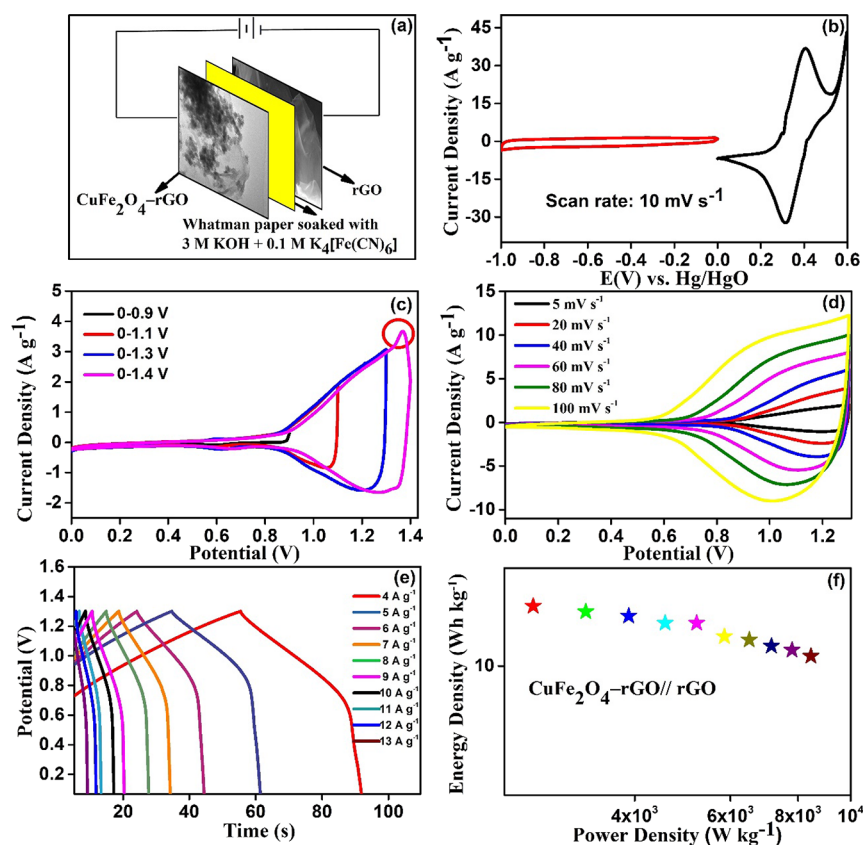 (a)
CuFe2O4–rGO
rGO
Whatman paper soaked with
3 M KOH + 0.1 M K4[Fe(CN)6]
(b)
Current Density (A g-1)
45
30
15
0
-15
-30
Scan rate: 10 mV s-1
-1.0 -0.8 -0.6 -0.4 -0.2 0.0 0.2 0.4 0.6
E(V) vs. Hg/HgO
(c)
Current Density (A g-1)
5
4
3
2
1
0
-1
-2
0-0.9 V
0-1.1 V
0-1.3 V
0-1.4 V
0.0 0.2 0.4 0.6 0.8 1.0 1.2 1.4
Potential (V)
(d)
Current Density (A g-1)
15
10
5
0
-5
-10
5 mV s-1
20 mV s-1
40 mV s-1
60 mV s-1
80 mV s-1
100 mV s-1
0.0 0.2 0.4 0.6 0.8 1.0 1.2
Potential (V)
(e)
Potential (V)
1.6
1.4
1.2
1.0
0.8
0.6
0.4
0.2
4 A g-1
5 A g-1
6 A g-1
7 A g-1
8 A g-1
9 A g-1
10 A g-1
11 A g-1
12 A g-1
13 A g-1
20 40 60 80 100
Time (s)
(f)
Energy Density (Wh kg-1)
10
CuFe2O4–rGO// rGO
4x103 6x103 8x103 104
Power Density (W kg-1)